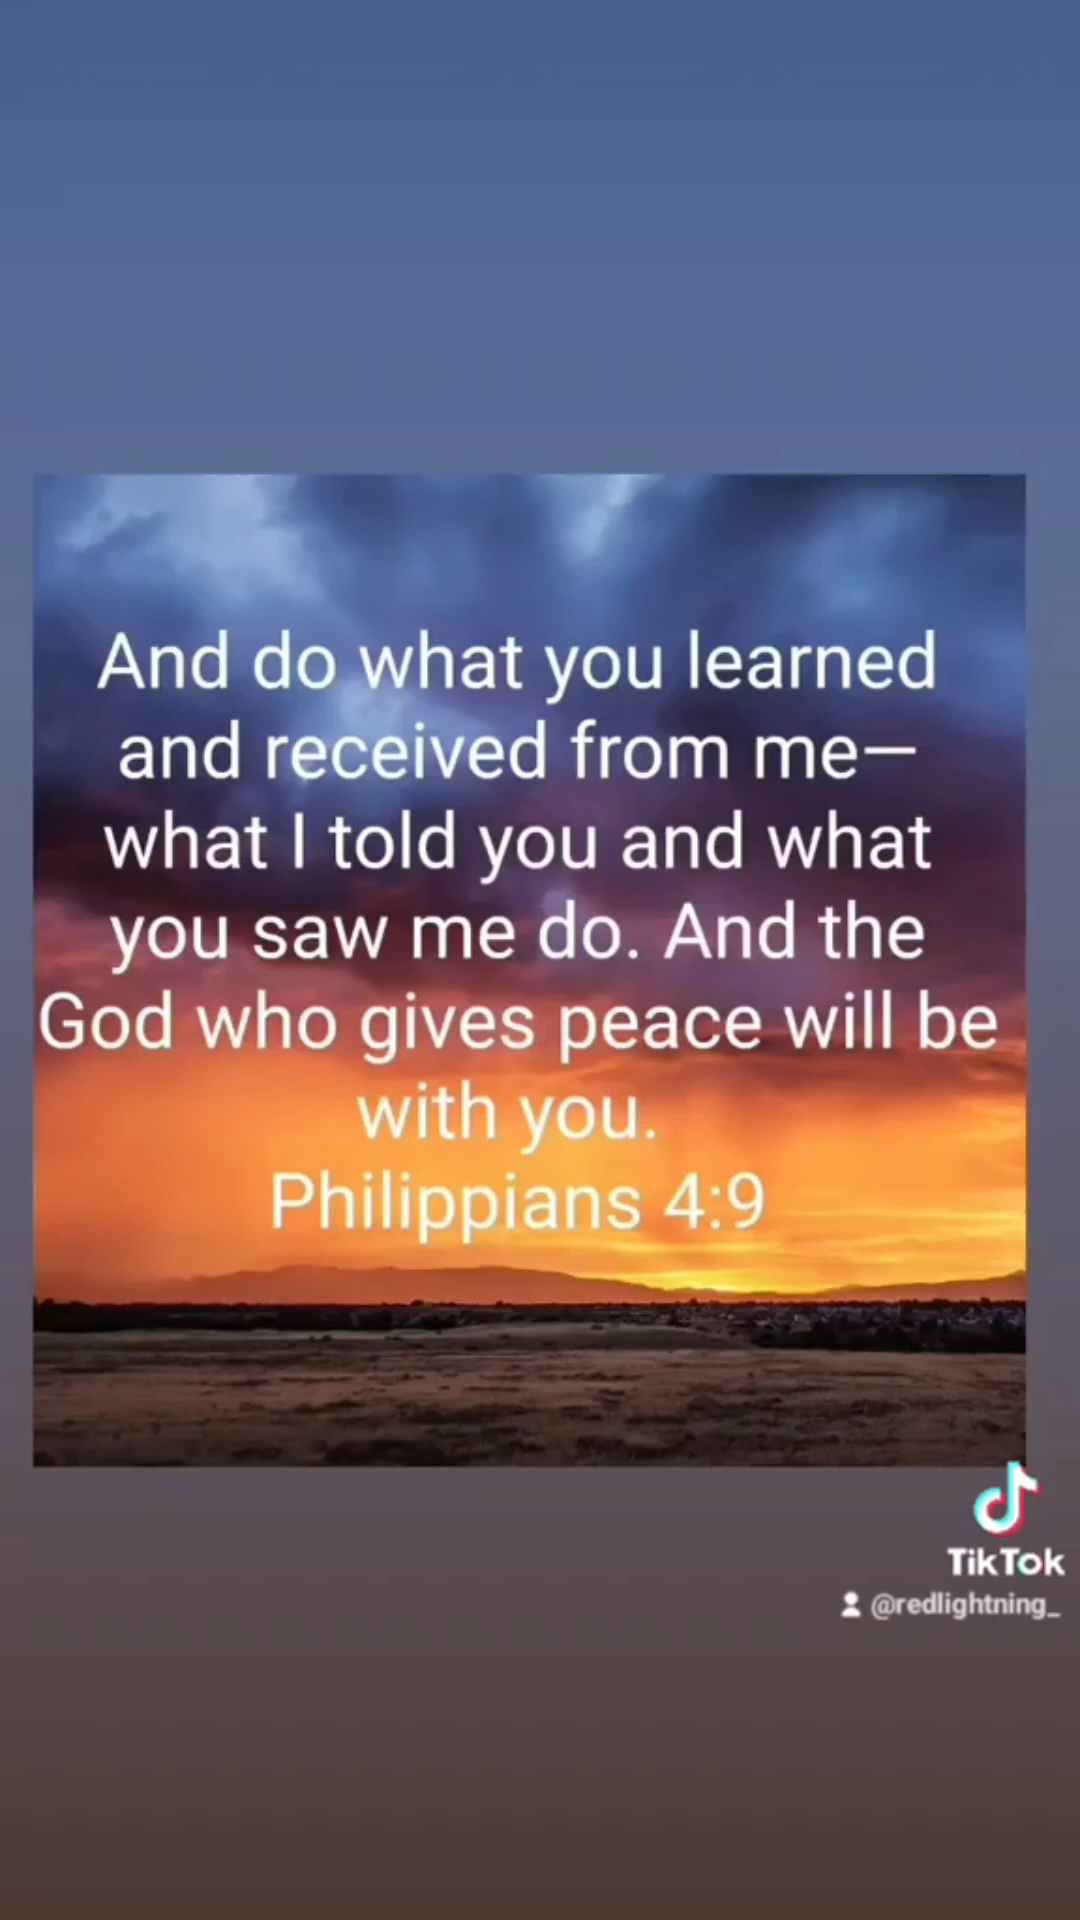 And do what you learned
and received from me—
what I told you and what
you saw me do. And the
God who gives peace will be
with you.
Philippians 4:9
TikTok
@redlightning_